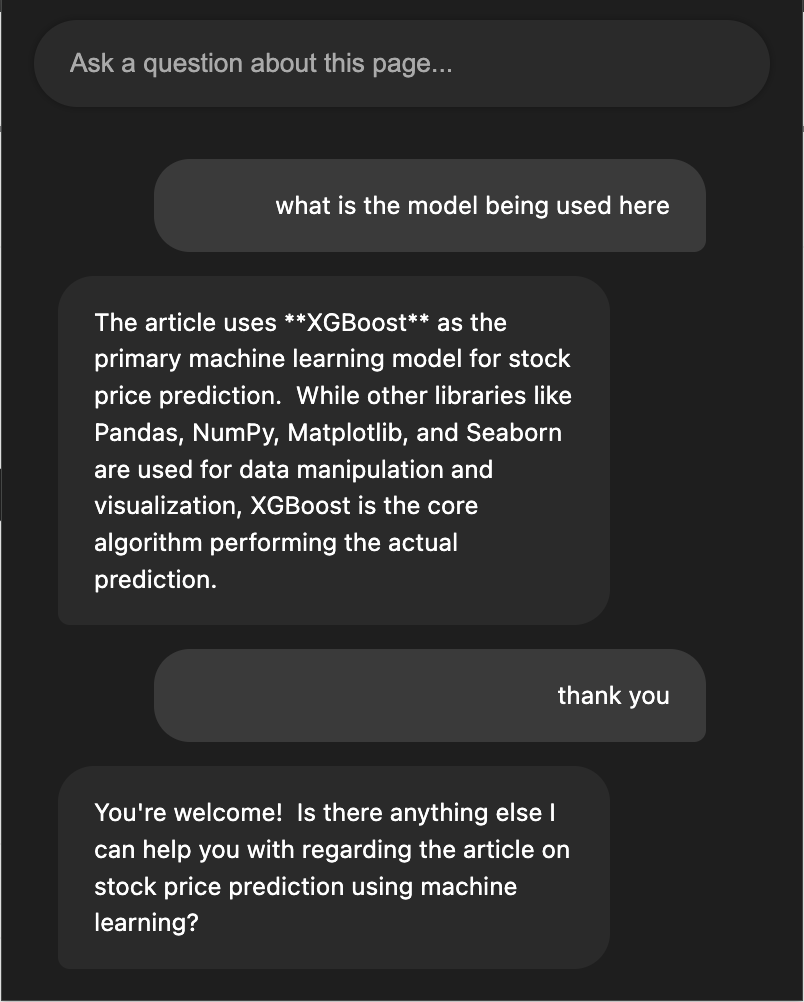 Ask a question about this page...
what is the model being used here
The article uses **XGBoost** as the
primary machine learning model for stock
price prediction.  While other libraries like
Pandas, NumPy, Matplotlib, and Seaborn
are used for data manipulation and
visualization, XGBoost is the core
algorithm performing the actual
prediction.
thank you
You're welcome!  Is there anything else I
can help you with regarding the article on
stock price prediction using machine
learning?